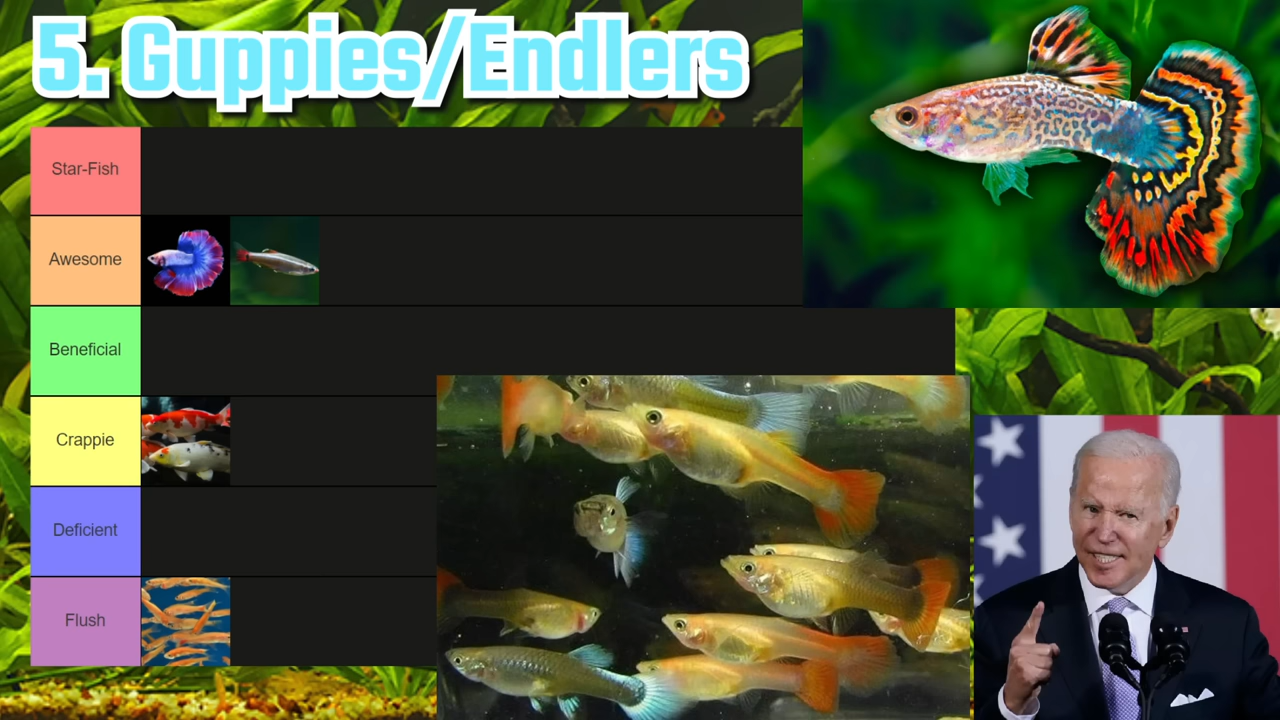 5. Guppies/Endlers
Star-Fish
Awesome
Beneficial
Crappie
Deficient
Flush